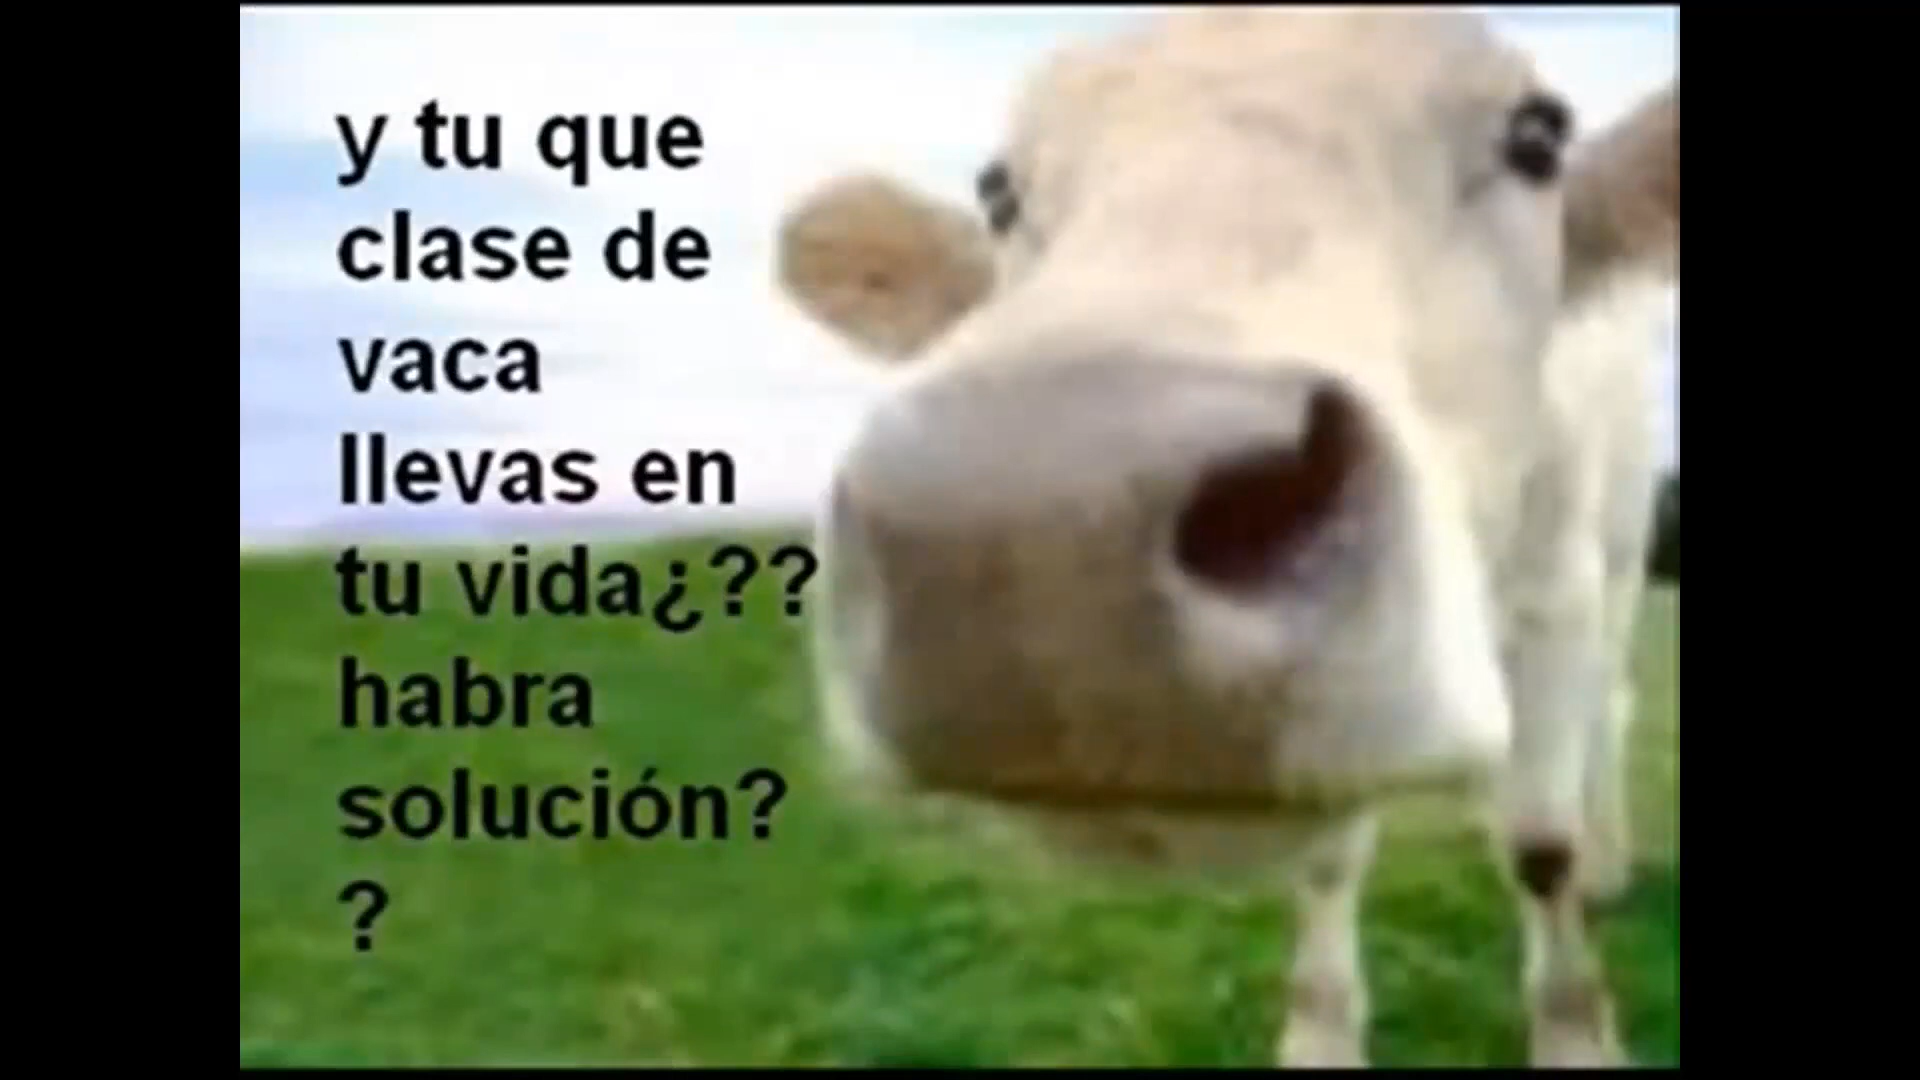 y tu que
clase de
vaca
llevas en
tu vida¿??
habra
solución?
?